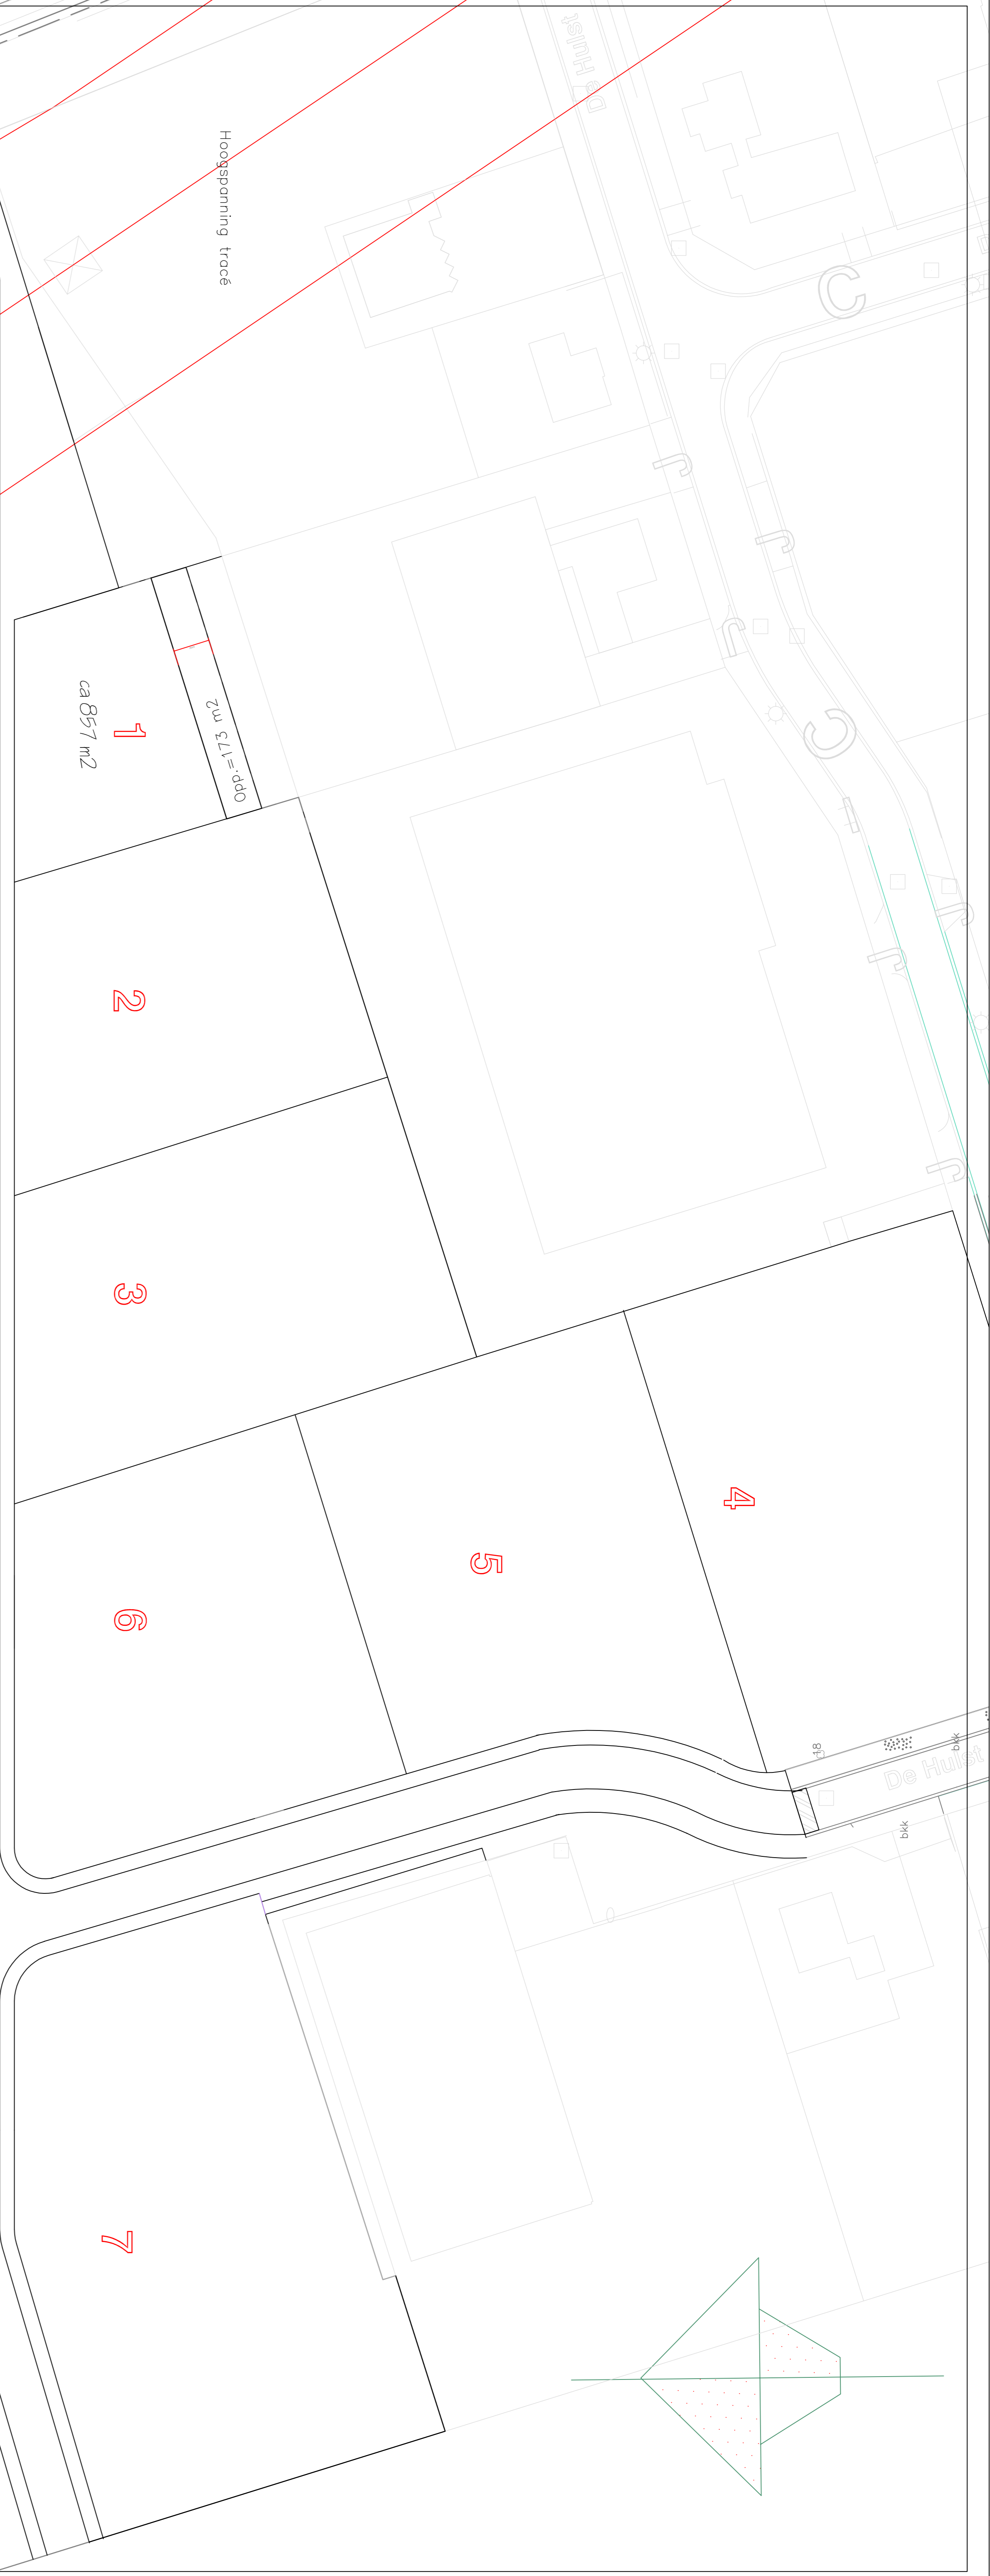 De Hulst
Hoogspanning tracé
1
ca 857 m2
Opp.=173 m2
2
3
4
5
6
18
bkk
De Hulst
bkk
7